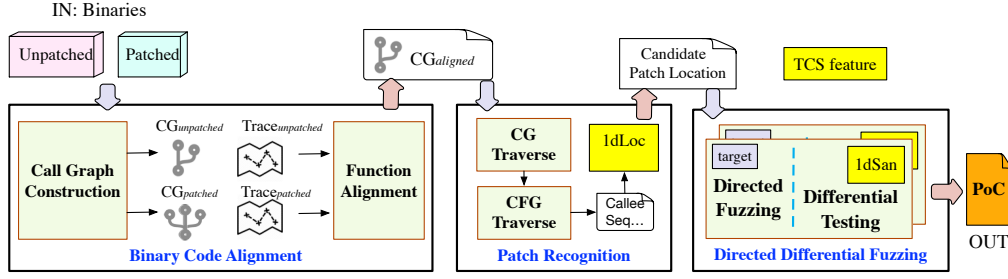 IN: Binaries
Unpatched
Patched
CGaligned
Candidate
Patch Location
TCS feature
Call Graph
Construction
CGunpatched
Traceunpatched
CGpatched
Tracepatched
Function
Alignment
Binary Code Alignment
CG
Traverse
1dLoc
CFG
Traverse
Callee
Seq...
Patch Recognition
target
1dSan
Directed
Fuzzing
Differential
Testing
Directed Differential Fuzzing
PoC
OUT